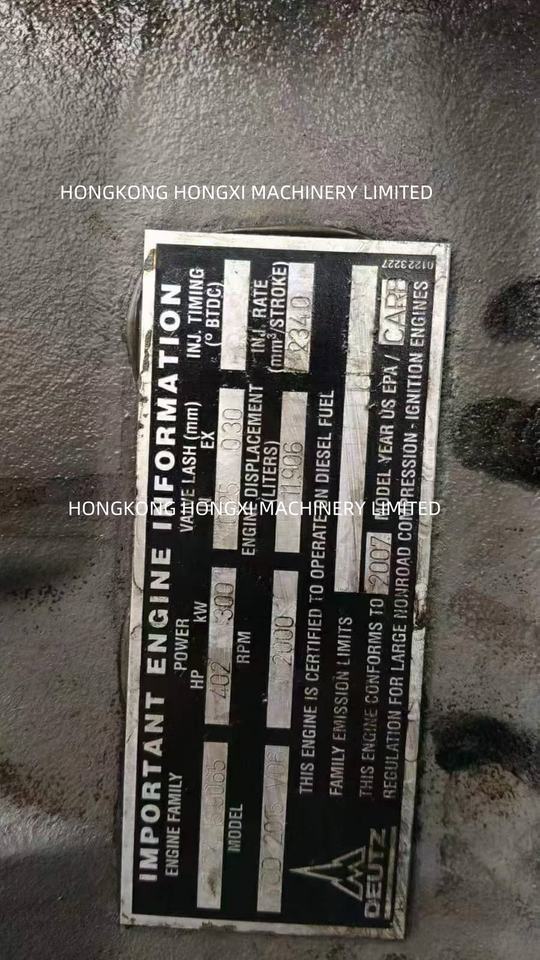 HONGKONG HONGXI MACHINERY LIMITED
HONGKONG HONGXI MACHINERY LIMITED
IMPORTANT ENGINE INFORMATION
ENGINE FAMILY
POWER
HP kW
402 300
VALVE LASH (mm)
EX
0.30
INJ. TIMING
(° BTDC)
MODEL
RPM
2000
ENGINE DISPLACEMENT
(LITERS)
11.906
INJ. RATE
(mm³/STROKE)
234.0
THIS ENGINE IS CERTIFIED TO OPERATE ON DIESEL FUEL
FAMILY EMISSION LIMITS
THIS ENGINE CONFORMS TO 2007 MODEL YEAR US EPA / CARB
REGULATION FOR LARGE NONROAD COMPRESSION - IGNITION ENGINES
DEUTZ
01223227